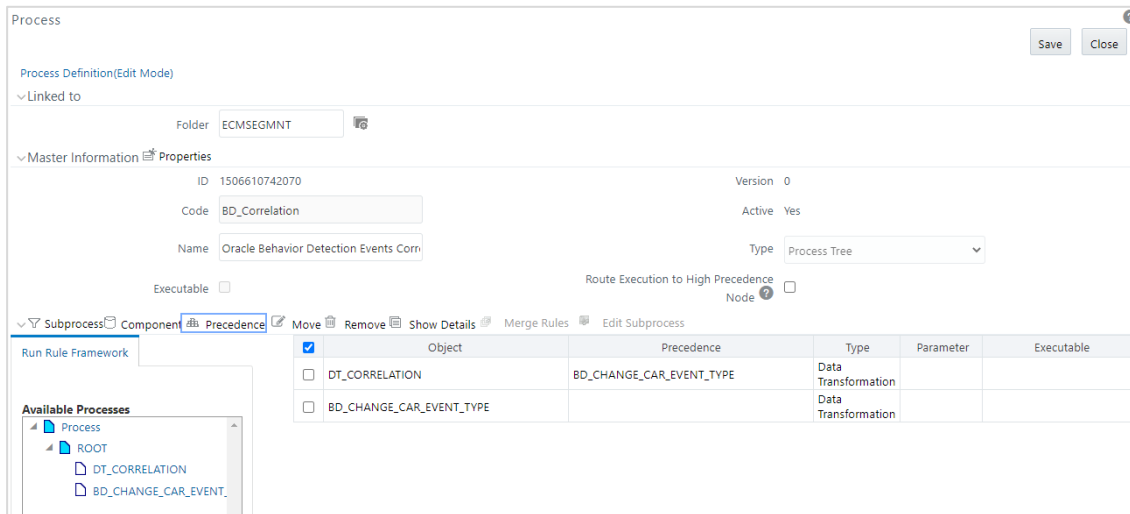 Process
Save Close
Process Definition(Edit Mode)
Linked to
Folder ECMSEGMNT
Master Information Properties
ID 1506610742070 Version 0
Code BD_Correlation Active Yes
Name Oracle Behavior Detection Events Type Process Tree
Executable Route Execution to High Precedence
Node ?
Subprocess Component Precedence Move Remove Show Details Merge Rules Edit Subprocess
Run Rule Framework Object Precedence Type Parameter Executable
DT_CORRELATION BD_CHANGE_CAR_EVENT_TYPE Data
Transformation
BD_CHANGE_CAR_EVENT_TYPE Data
Transformation
Available Processes
Process
ROOT
DT_CORRELATION
BD_CHANGE_CAR_EVENT_